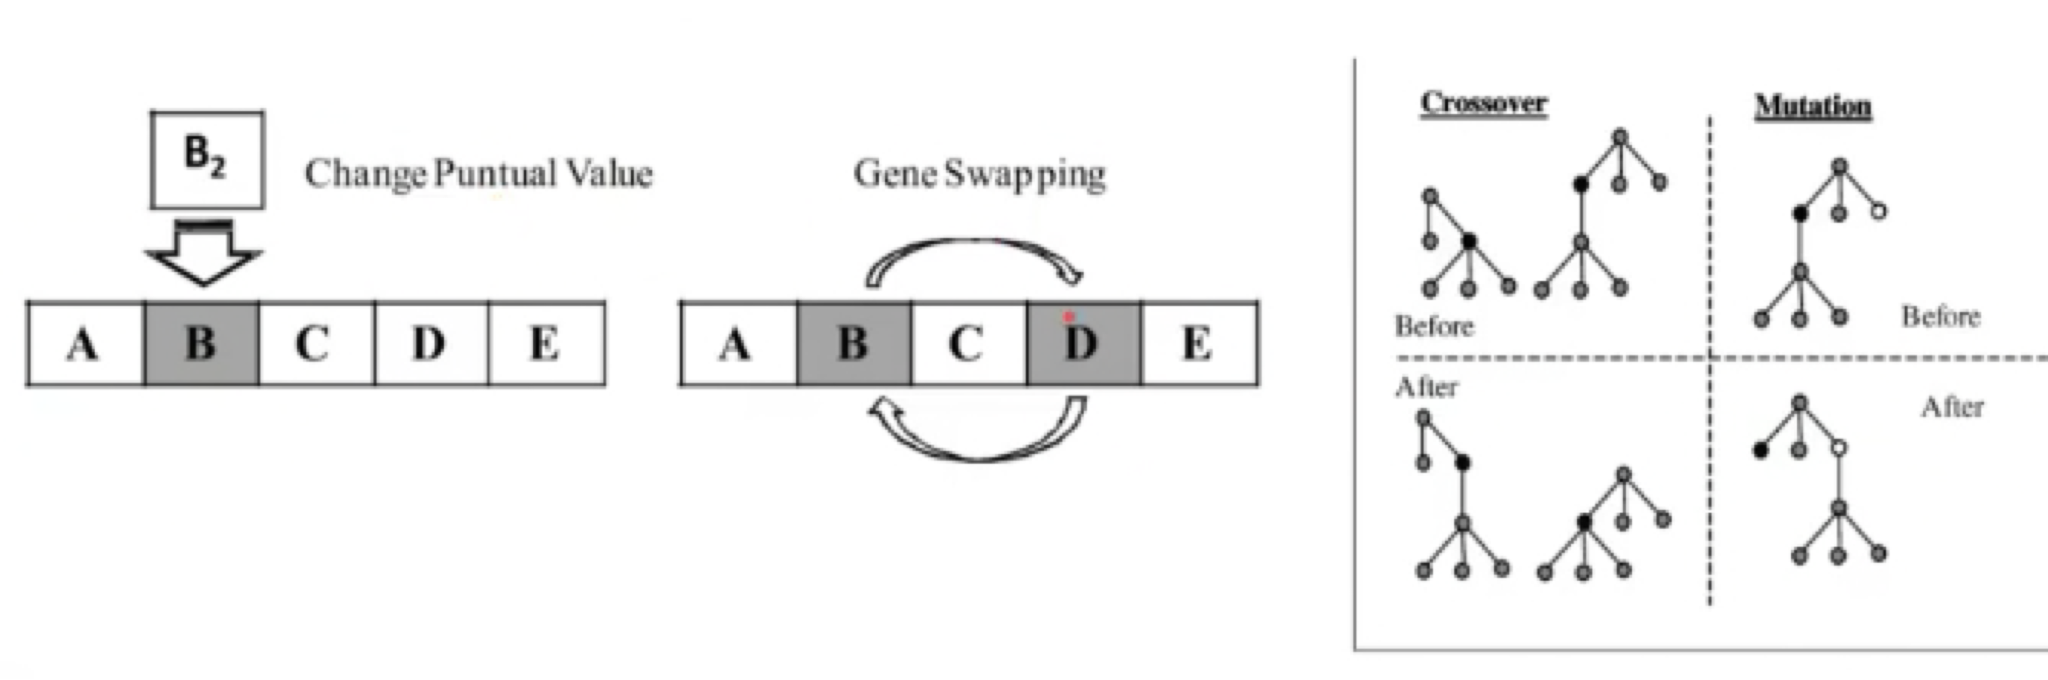 B₂
Change Puntual Value
A B C D E
Gene Swapping
A B C D E
Crossover
Before
After
Mutation
Before
After